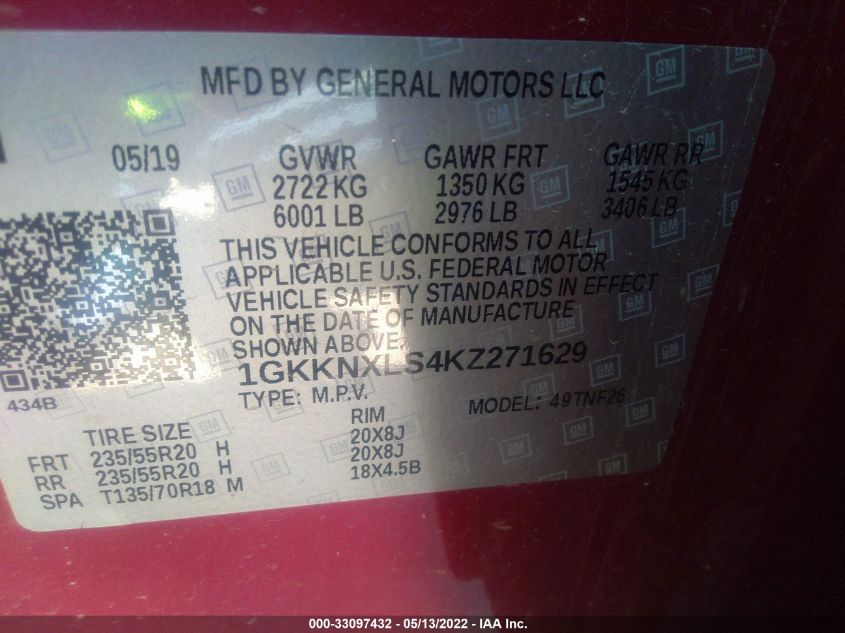 MFD BY GENERAL MOTORS LLC
05/19 GVWR GAWR FRT GAWR RR
2722 KG 1350 KG 1545 KG
6001 LB 2976 LB 3406 LB
THIS VEHICLE CONFORMS TO ALL
APPLICABLE U.S. FEDERAL MOTOR
VEHICLE SAFETY STANDARDS IN EFFECT
ON THE DATE OF MANUFACTURE
SHOWN ABOVE.
1GKKNXLS4KZ271629
434B TYPE: M.P.V. MODEL: 49TNF26
TIRE SIZE RIM
FRT 235/55R20 H 20X8J
RR 235/55R20 H 20X8J
SPA T135/70R18 M 18X4.5B
GM
000-33097432 - 05/13/2022 - IAA Inc.